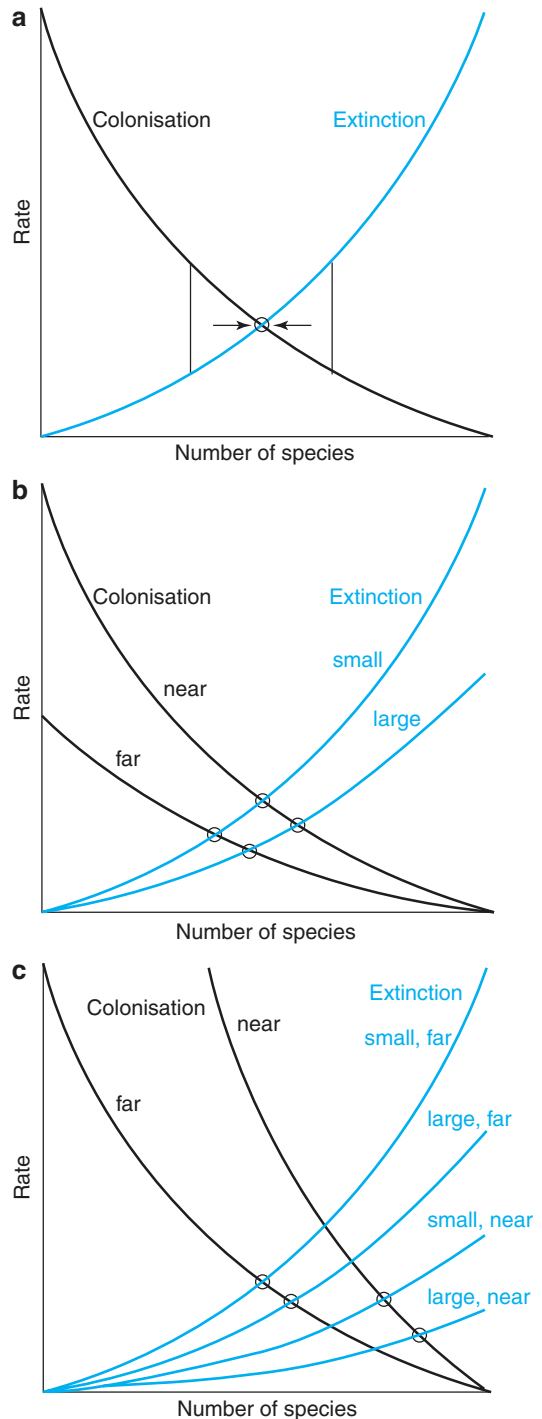 a
Colonisation
Extinction
Rate
Number of species
b
Colonisation
Extinction
small
near
large
far
Rate
Number of species
c
Colonisation
Extinction
near
small, far
far
large, far
Rate
small, near
large, near
Number of species